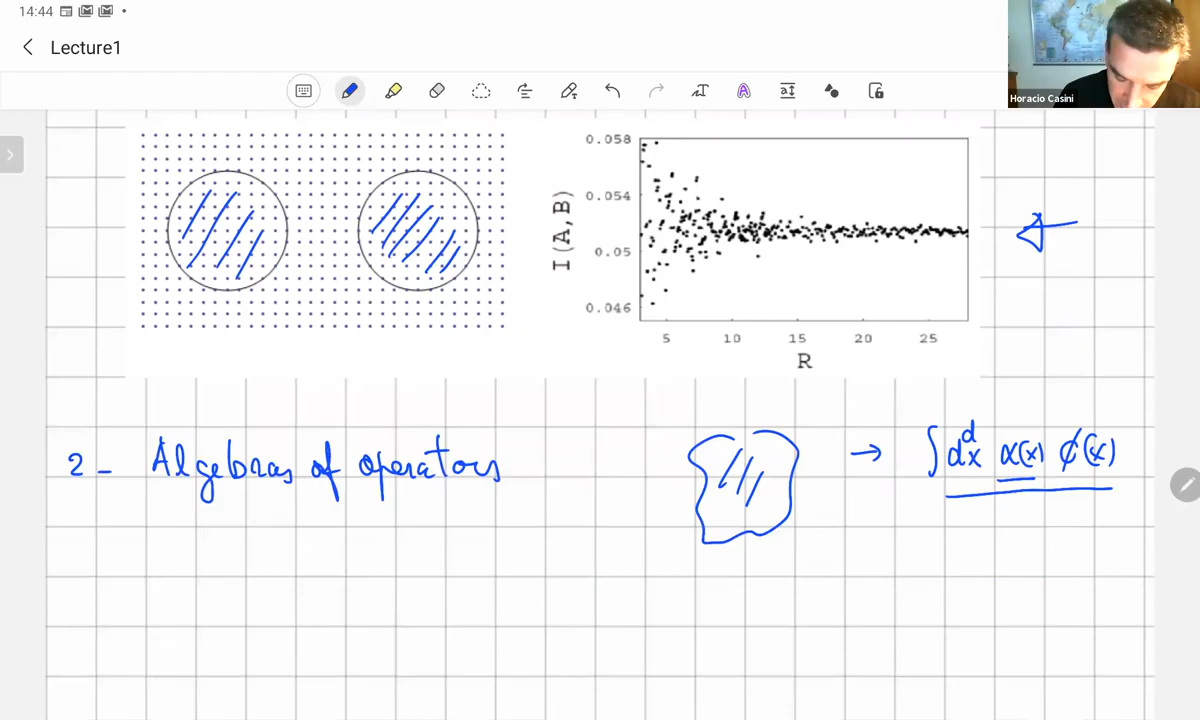 14:44
Lecture1
Horacio Casini
0.058
0.054
0.05
0.046
I(A,B)
5 10 15 20 25
R
2- Algebras of operators → ∫d^dx α(x) ϕ(x)